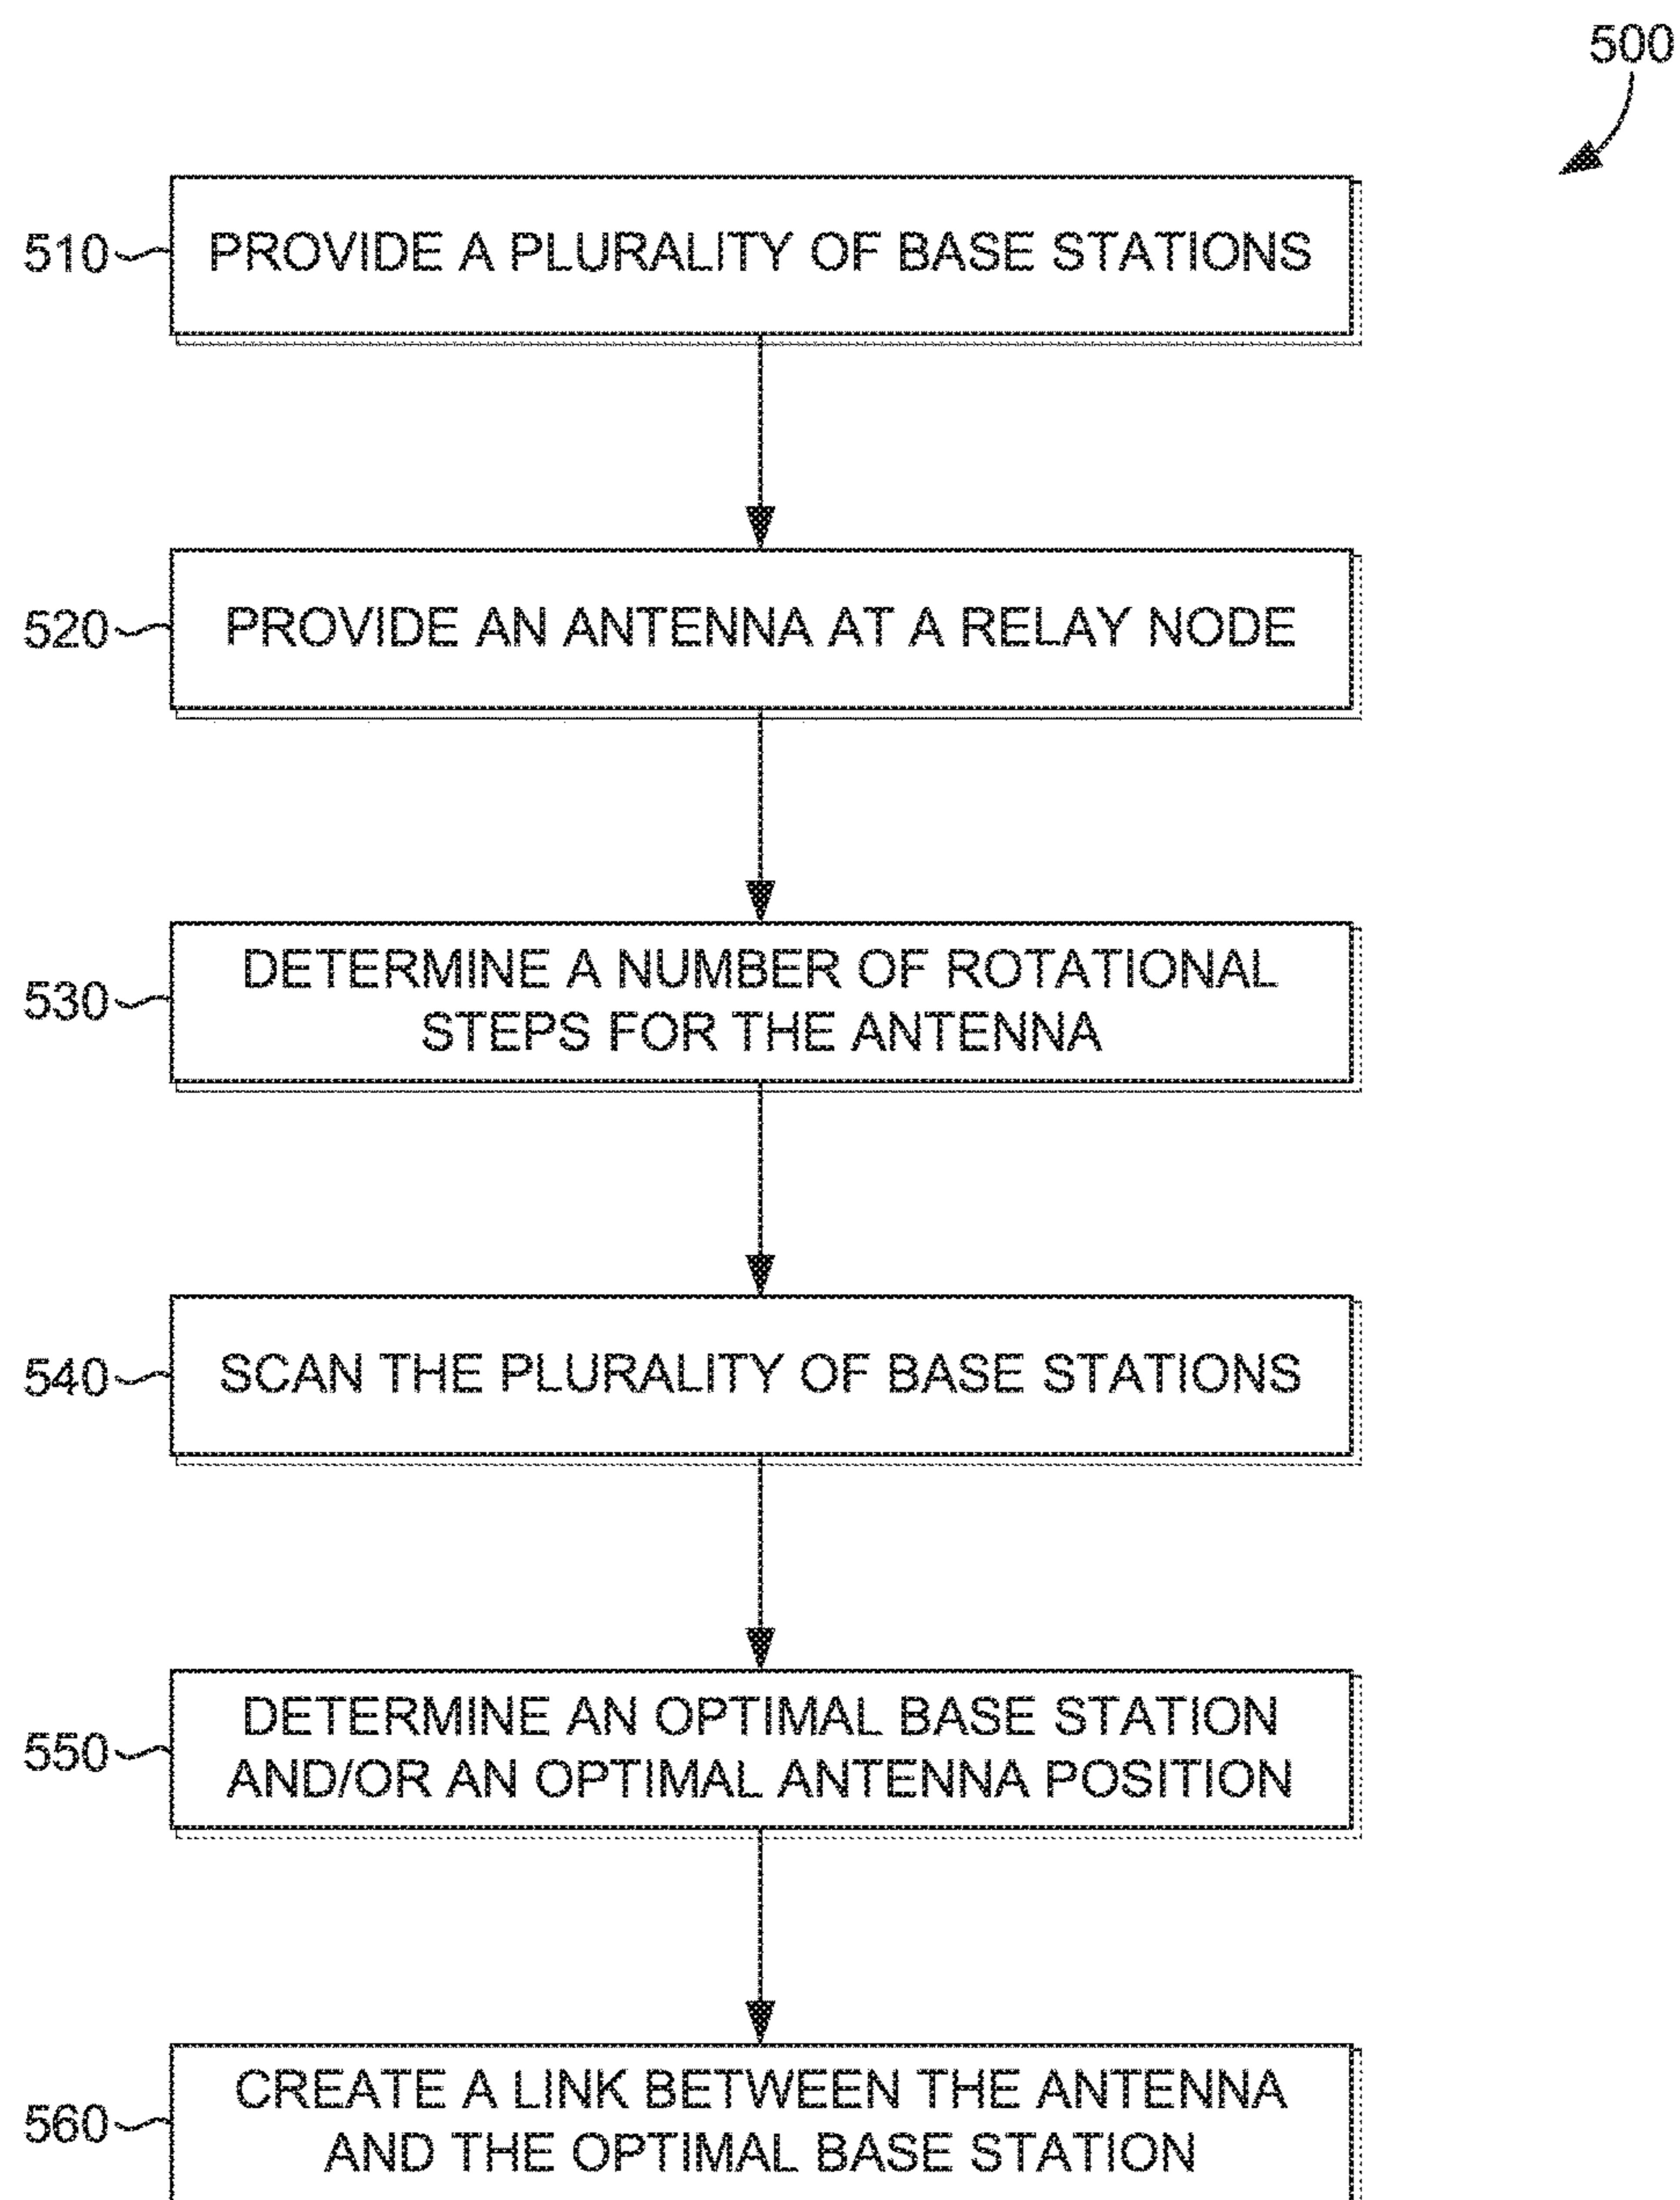 500
510 PROVIDE A PLURALITY OF BASE STATIONS
520 PROVIDE AN ANTENNA AT A RELAY NODE
530 DETERMINE A NUMBER OF ROTATIONAL
STEPS FOR THE ANTENNA
540 SCAN THE PLURALITY OF BASE STATIONS
550 DETERMINE AN OPTIMAL BASE STATION
AND/OR AN OPTIMAL ANTENNA POSITION
560 CREATE A LINK BETWEEN THE ANTENNA
AND THE OPTIMAL BASE STATION